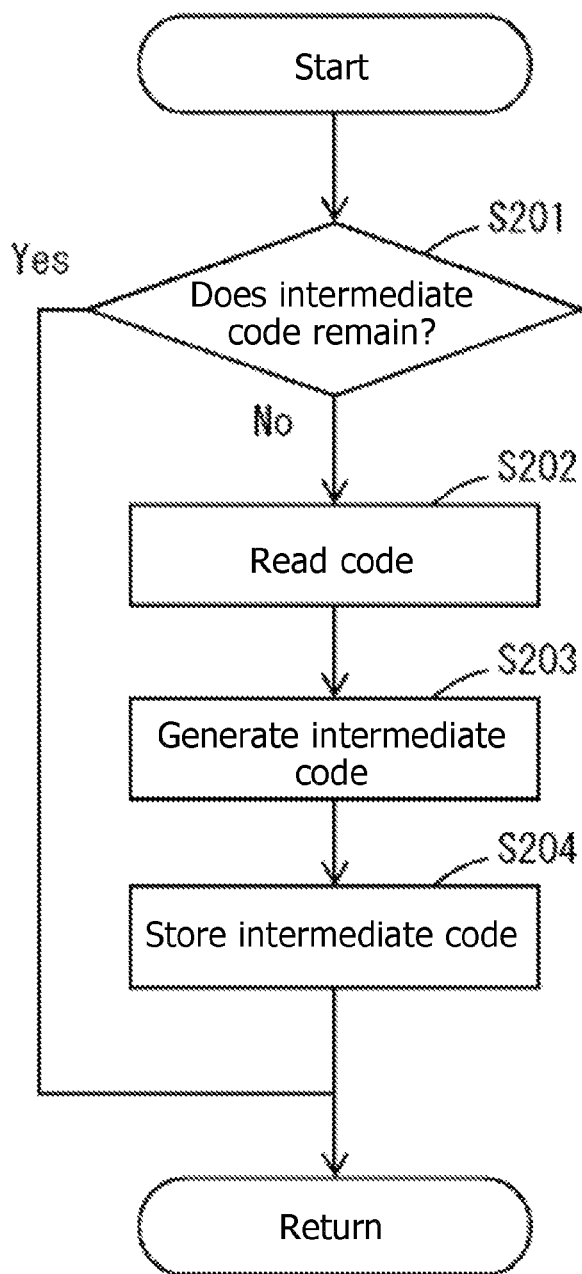 Start
S201
Yes
Does intermediate
code remain?
No
S202
Read code
S203
Generate intermediate
code
S204
Store intermediate code
Return